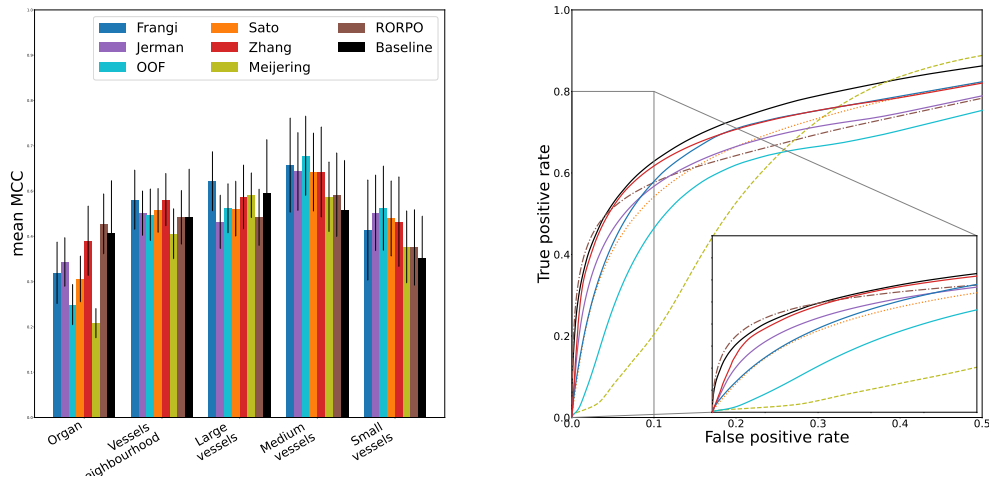 Frangi
Jerman
OOF
Sato
Zhang
Meijering
RORPO
Baseline
mean MCC
Organ
Vessels
ighbourhood
Large
vessels
Medium
vessels
Small
vessels
1.0
0.8
0.6
0.4
0.2
0.0
True positive rate
0.0
0.1
0.2
0.3
0.4
0.5
False positive rate